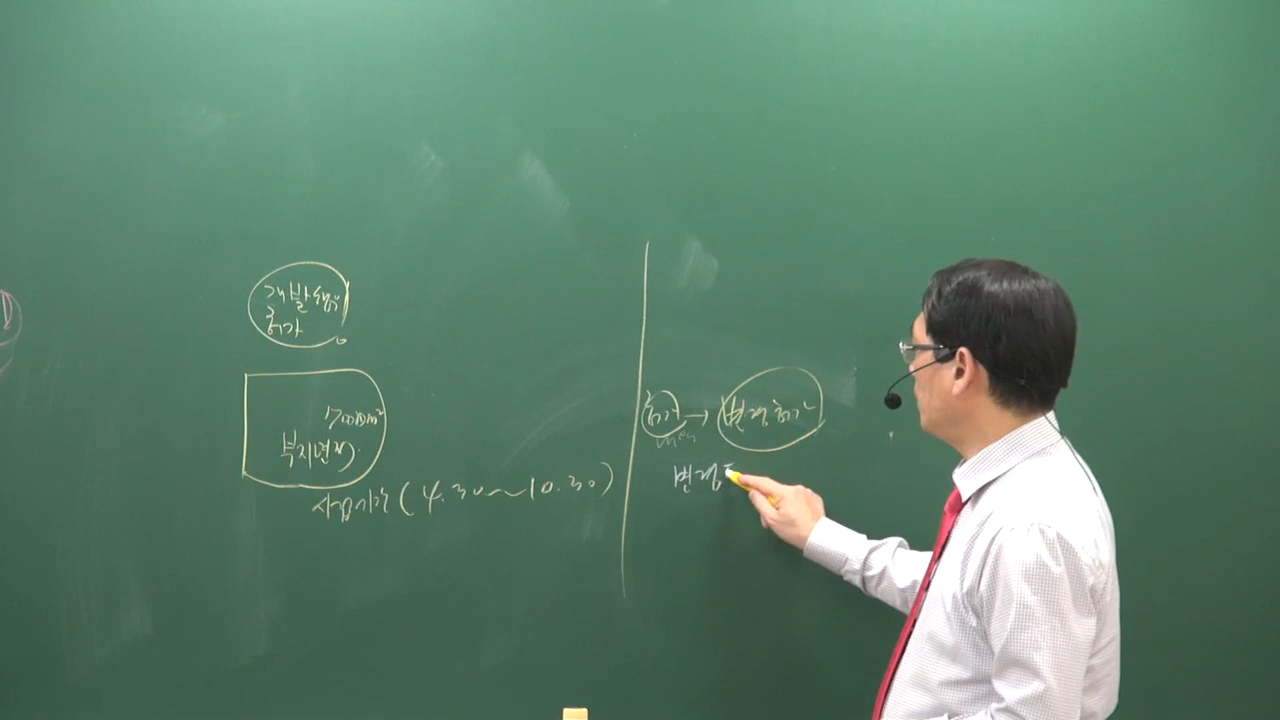 개발행위
허가
700㎡
부지면적
사업기간 (4.30~10.30)
허가 → 변경허가
변경